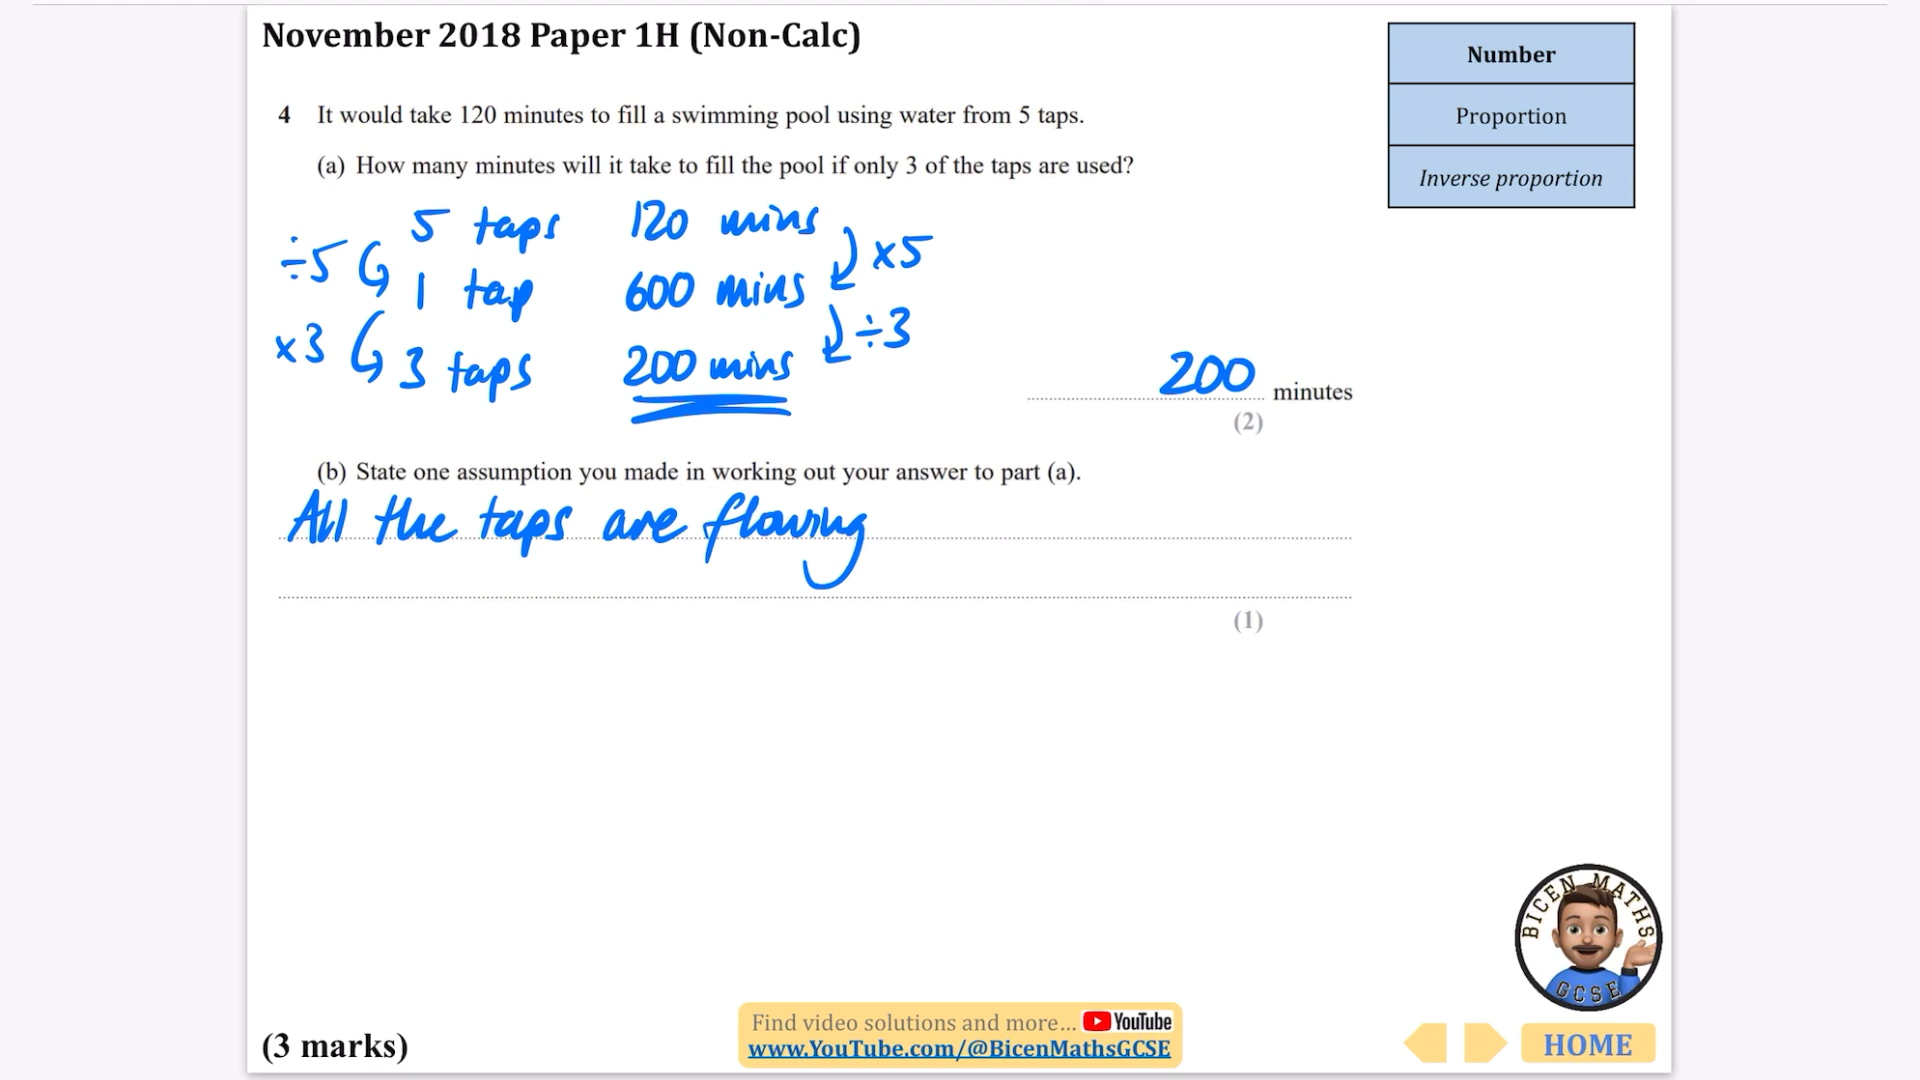 November 2018 Paper 1H (Non-Calc)
Number
Proportion
Inverse proportion
4 It would take 120 minutes to fill a swimming pool using water from 5 taps.
(a) How many minutes will it take to fill the pool if only 3 of the taps are used?
5 taps 120 mins
÷5 ×5
1 tap 600 mins
×3 ÷3
3 taps 200 mins
200 minutes
(2)
(b) State one assumption you made in working out your answer to part (a).
All the taps are flowing
(1)
BICEN MATHS
GCSE
(3 marks)
Find video solutions and more... YouTube
www.YouTube.com/@BicenMathsGCSE
HOME